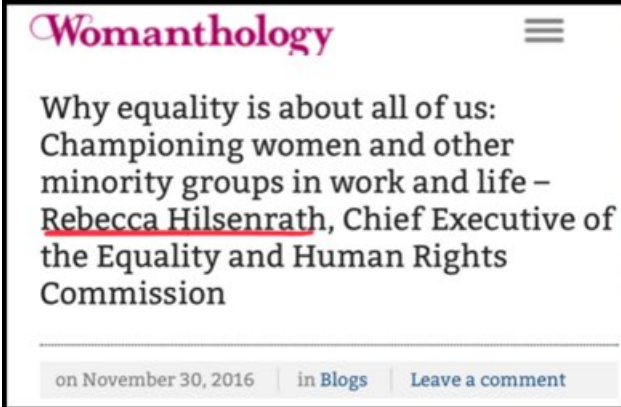 Womanthology
Why equality is about all of us:
Championing women and other
minority groups in work and life –
Rebecca Hilsenrath, Chief Executive of
the Equality and Human Rights
Commission
on November 30, 2016 in Blogs Leave a comment